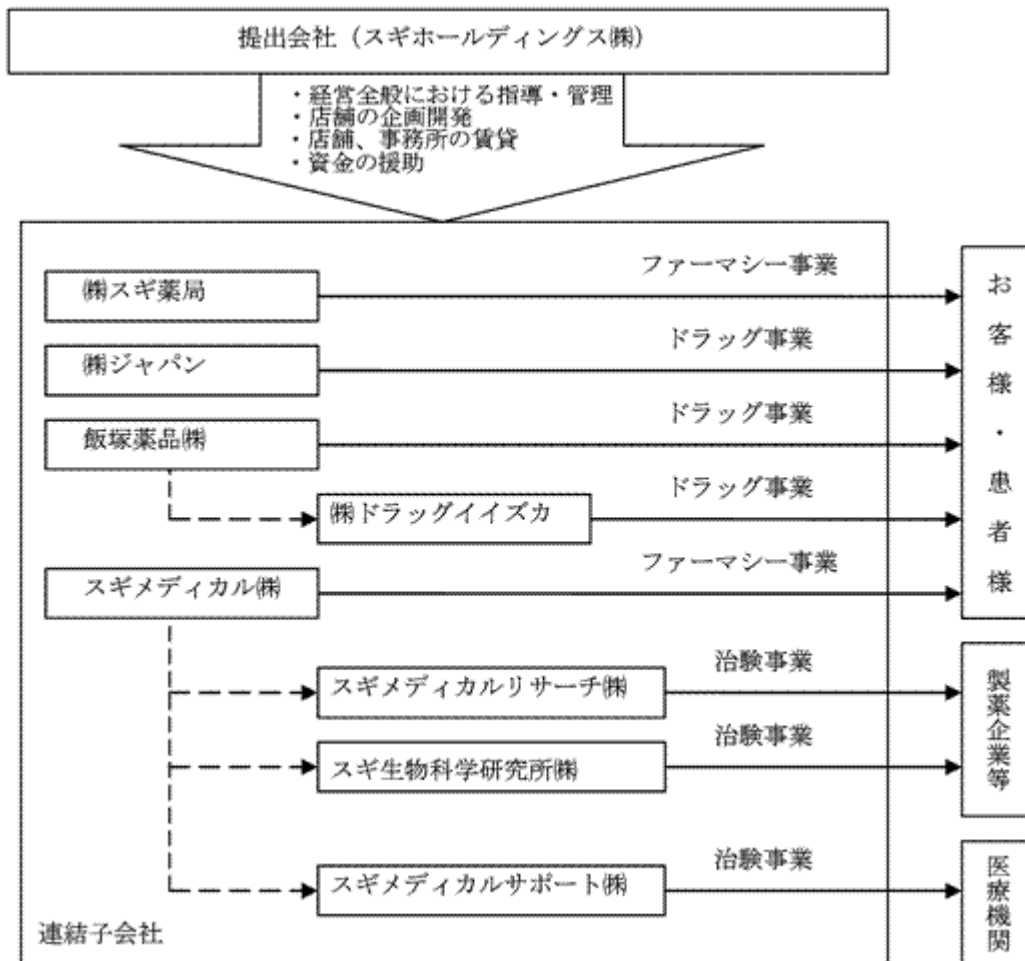 提出会社（スギホールディングス㈱）
・経営全般における指導・管理
・店舗の企画開発
・店舗、事務所の賃貸
・資金の援助
ファーマシー事業
㈱スギ薬局
ドラッグ事業
㈱ジャパン
ドラッグ事業
飯塚薬品㈱
ドラッグ事業
㈱ドラッグイイズカ
ファーマシー事業
スギメディカル㈱
お客様・患者様
治験事業
スギメディカルリサーチ㈱
治験事業
スギ生物科学研究所㈱
製薬企業等
治験事業
スギメディカルサポート㈱
医療機関
連結子会社